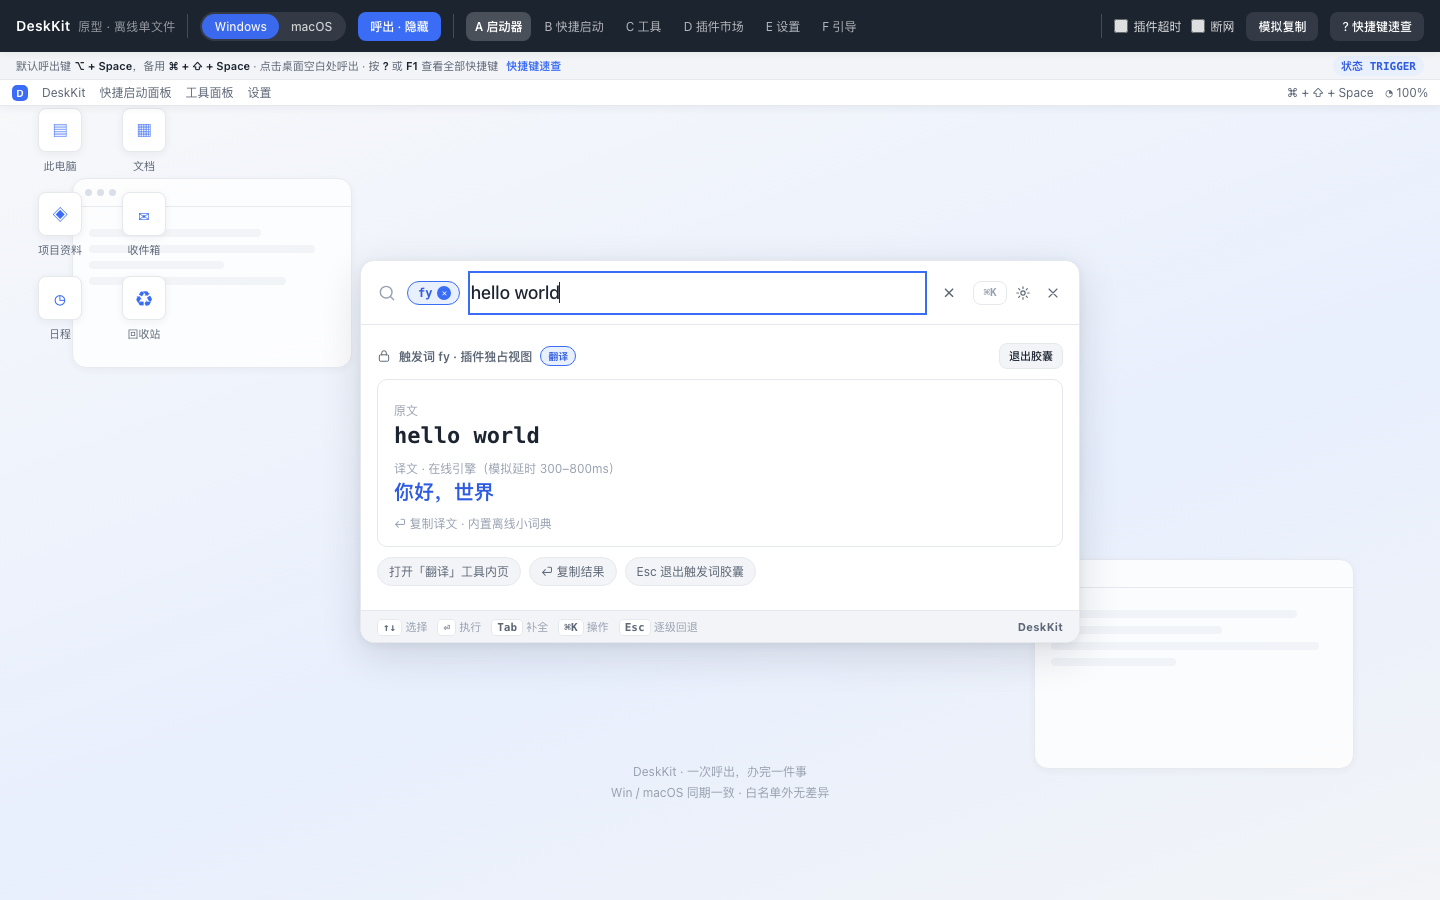 DeskKit 原型 · 离线单文件 Windows macOS 呼出 · 隐藏 A 启动器 B 快捷启动 C 工具 D 插件市场 E 设置 F 引导 插件超时 断网 模拟复制 ? 快捷键速查
默认呼出键 ⌥ + Space，备用 ⌘ + ⇧ + Space · 点击桌面空白处呼出 · 按 ? 或 F1 查看全部快捷键 快捷键速查 状态 TRIGGER
D DeskKit 快捷启动面板 工具面板 设置 ⌘ + ⇧ + Space ◔ 100%
此电脑 文档
项目资料 收件箱
日程 回收站
fy × hello world ✕ ⌘K ✕
触发词 fy · 插件独占视图 翻译 退出胶囊
原文
hello world
译文 · 在线引擎（模拟延时 300–800ms）
你好，世界
⏎ 复制译文 · 内置离线小词典
打开「翻译」工具内页 ⏎ 复制结果 Esc 退出触发词胶囊
↑↓ 选择 ⏎ 执行 Tab 补全 ⌘K 操作 Esc 逐级回退 DeskKit
DeskKit · 一次呼出，办完一件事
Win / macOS 同期一致 · 白名单外无差异